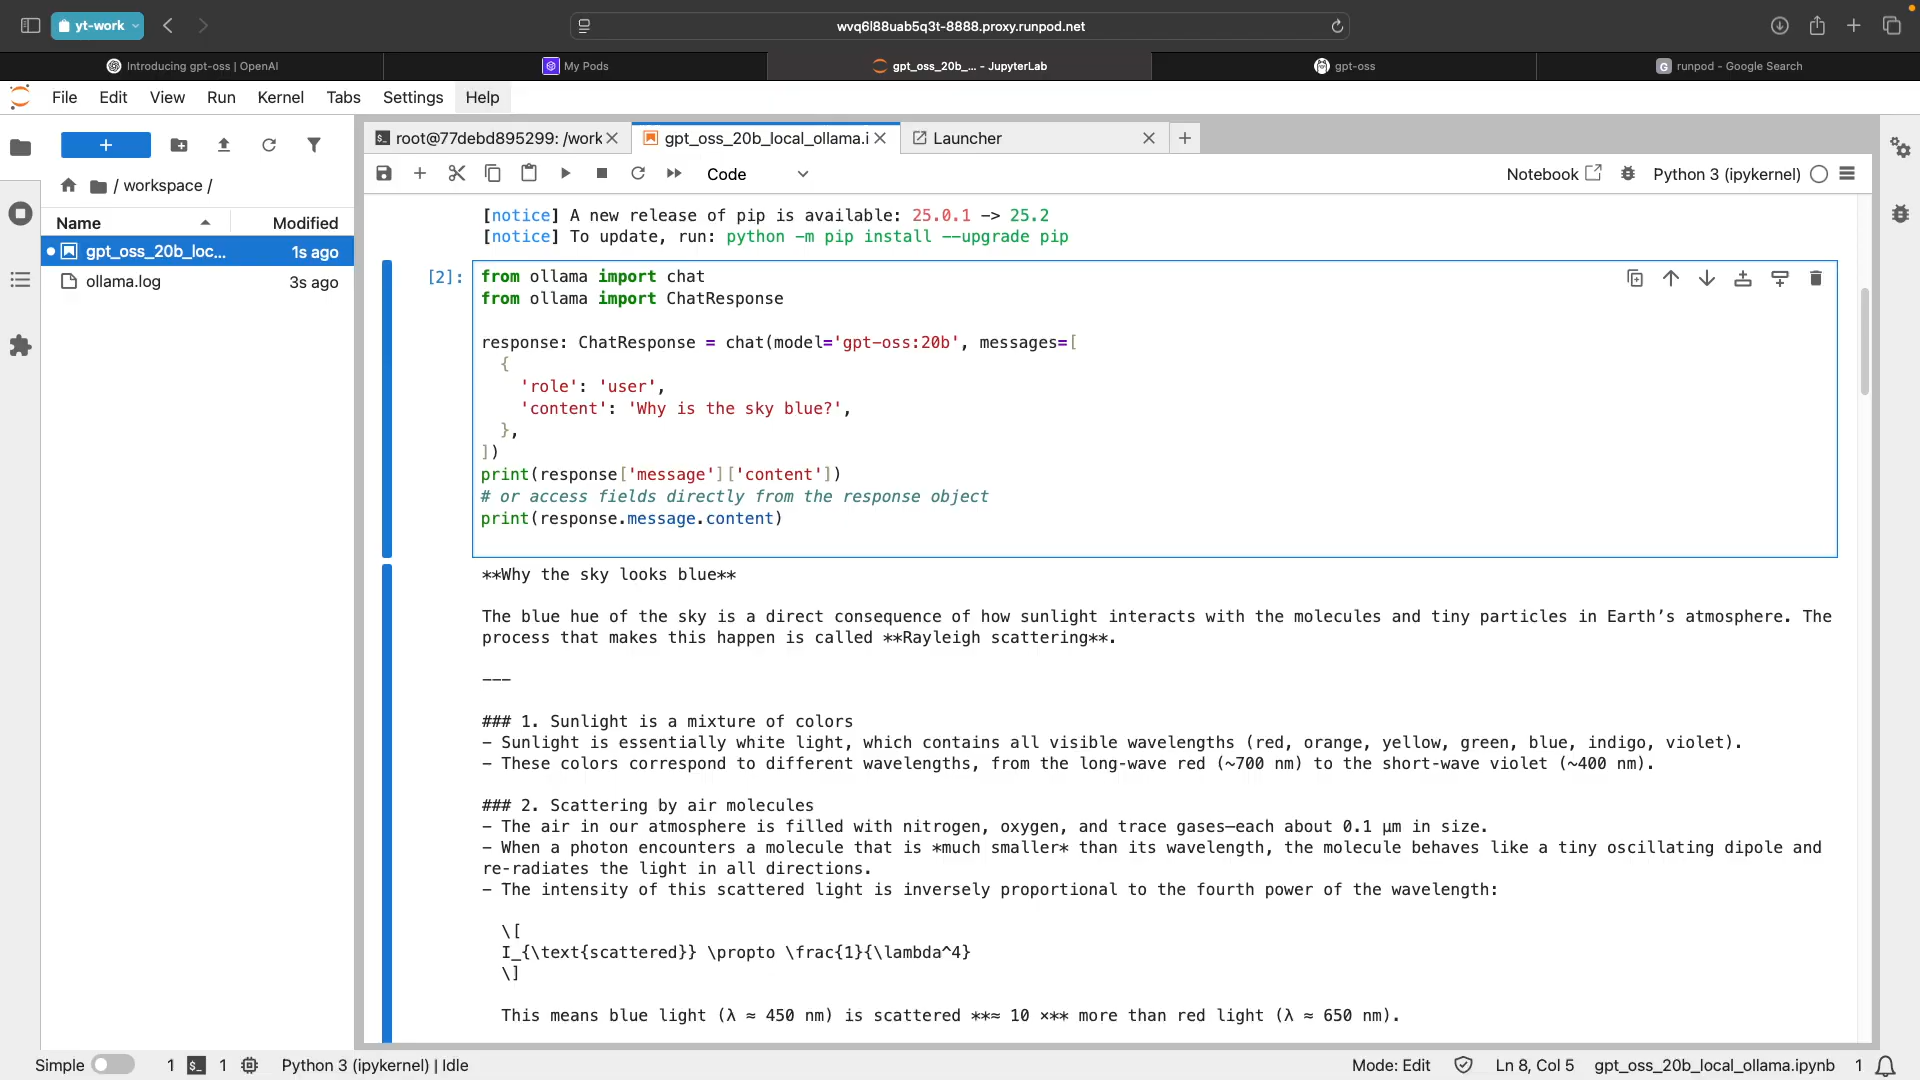 yt-work
wvq6l88uab5q3t-8888.proxy.runpod.net
Introducing gpt-oss | OpenAI
My Pods
gpt_oss_20b_... - JupyterLab
gpt-oss
G runpod - Google Search
File Edit View Run Kernel Tabs Settings Help
root@77debd895299: /work
gpt_oss_20b_local_ollama.i
Launcher
Code
Notebook
Python 3 (ipykernel)
/ workspace /
Name Modified
gpt_oss_20b_loc... 1s ago
ollama.log 3s ago
[notice] A new release of pip is available: 25.0.1 -> 25.2
[notice] To update, run: python -m pip install --upgrade pip
[2]:
from ollama import chat
from ollama import ChatResponse
response: ChatResponse = chat(model='gpt-oss:20b', messages=[
{
'role': 'user',
'content': 'Why is the sky blue?',
},
])
print(response['message']['content'])
# or access fields directly from the response object
print(response.message.content)
**Why the sky looks blue**
The blue hue of the sky is a direct consequence of how sunlight interacts with the molecules and tiny particles in Earth’s atmosphere. The
process that makes this happen is called **Rayleigh scattering**.
---
### 1. Sunlight is a mixture of colors
- Sunlight is essentially white light, which contains all visible wavelengths (red, orange, yellow, green, blue, indigo, violet).
- These colors correspond to different wavelengths, from the long-wave red (~700 nm) to the short-wave violet (~400 nm).
### 2. Scattering by air molecules
- The air in our atmosphere is filled with nitrogen, oxygen, and trace gases—each about 0.1 µm in size.
- When a photon encounters a molecule that is *much smaller* than its wavelength, the molecule behaves like a tiny oscillating dipole and
re-radiates the light in all directions.
- The intensity of this scattered light is inversely proportional to the fourth power of the wavelength:
\[
I_{\text{scattered}} \propto \frac{1}{\lambda^4}
\]
This means blue light (λ ≈ 450 nm) is scattered **≈ 10 ×** more than red light (λ ≈ 650 nm).
Simple 1 $_ 1 Python 3 (ipykernel) | Idle
Mode: Edit Ln 8, Col 5 gpt_oss_20b_local_ollama.ipynb 1